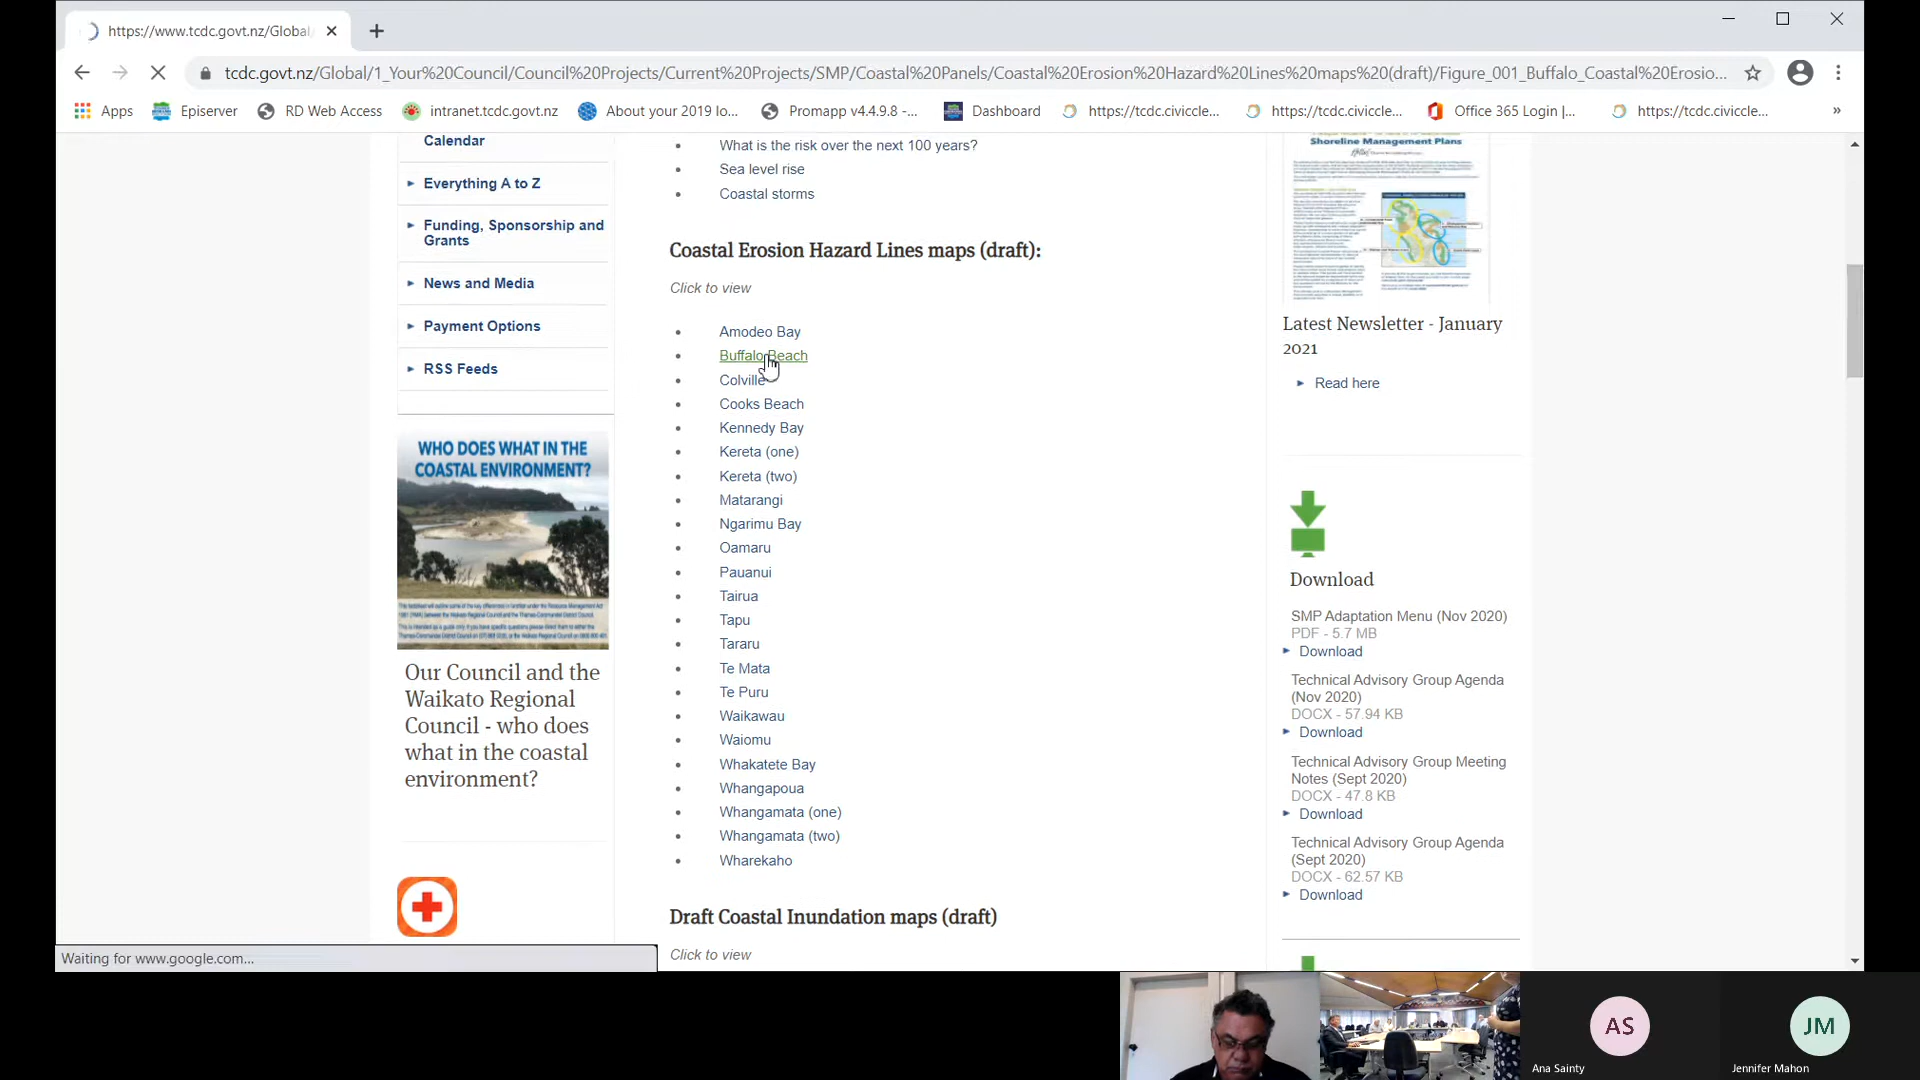 https://www.tcdc.govt.nz/Global
tcdc.govt.nz/Global/1_Your%20Council/Council%20Projects/Current%20Projects/SMP/Coastal%20Panels/Coastal%20Erosion%20Hazard%20Lines%20maps%20(draft)/Figure_001_Buffalo_Coastal%20Erosio...
Apps
Episerver
RD Web Access
intranet.tcdc.govt.nz
About your 2019 lo...
Promapp v4.4.9.8 -...
Dashboard
https://tcdc.civiccle...
https://tcdc.civiccle...
Office 365 Login |...
https://tcdc.civiccle...
»
Calendar
Everything A to Z
Funding, Sponsorship and
Grants
News and Media
Payment Options
RSS Feeds
WHO DOES WHAT IN THE
COASTAL ENVIRONMENT?
Our Council and the
Waikato Regional
Council - who does
what in the coastal
environment?
What is the risk over the next 100 years?
Sea level rise
Coastal storms
Coastal Erosion Hazard Lines maps (draft):
Click to view
Amodeo Bay
Buffalo Beach
Colville
Cooks Beach
Kennedy Bay
Kereta (one)
Kereta (two)
Matarangi
Ngarimu Bay
Oamaru
Pauanui
Tairua
Tapu
Tararu
Te Mata
Te Puru
Waikawau
Waiomu
Whakatete Bay
Whangapoua
Whangamata (one)
Whangamata (two)
Wharekaho
Draft Coastal Inundation maps (draft)
Click to view
Shoreline Management Plans
Latest Newsletter - January
2021
Read here
Download
SMP Adaptation Menu (Nov 2020)
PDF - 5.7 MB
Download
Technical Advisory Group Agenda
(Nov 2020)
DOCX - 57.94 KB
Download
Technical Advisory Group Meeting
Notes (Sept 2020)
DOCX - 47.8 KB
Download
Technical Advisory Group Agenda
(Sept 2020)
DOCX - 62.57 KB
Download
Waiting for www.google.com...
AS
Ana Sainty
JM
Jennifer Mahon